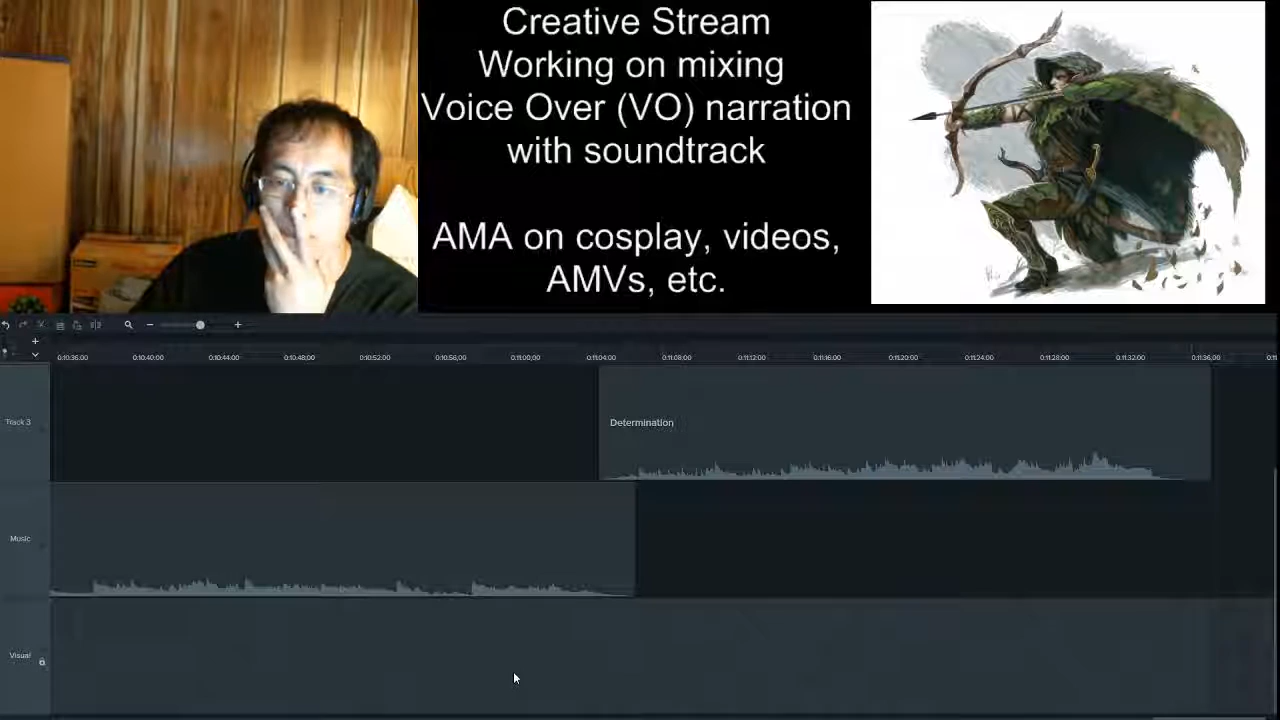 Creative Stream
Working on mixing
Voice Over (VO) narration
with soundtrack
AMA on cosplay, videos,
AMVs, etc.
0:10:36:00 0:10:40:00 0:10:44:00 0:10:48:00 0:10:52:00 0:10:56:00 0:11:00:00 0:11:04:00 0:11:08:00 0:11:12:00 0:11:16:00 0:11:20:00 0:11:24:00 0:11:28:00 0:11:32:00 0:11:36:00
Track 3
Determination
Music
Visual